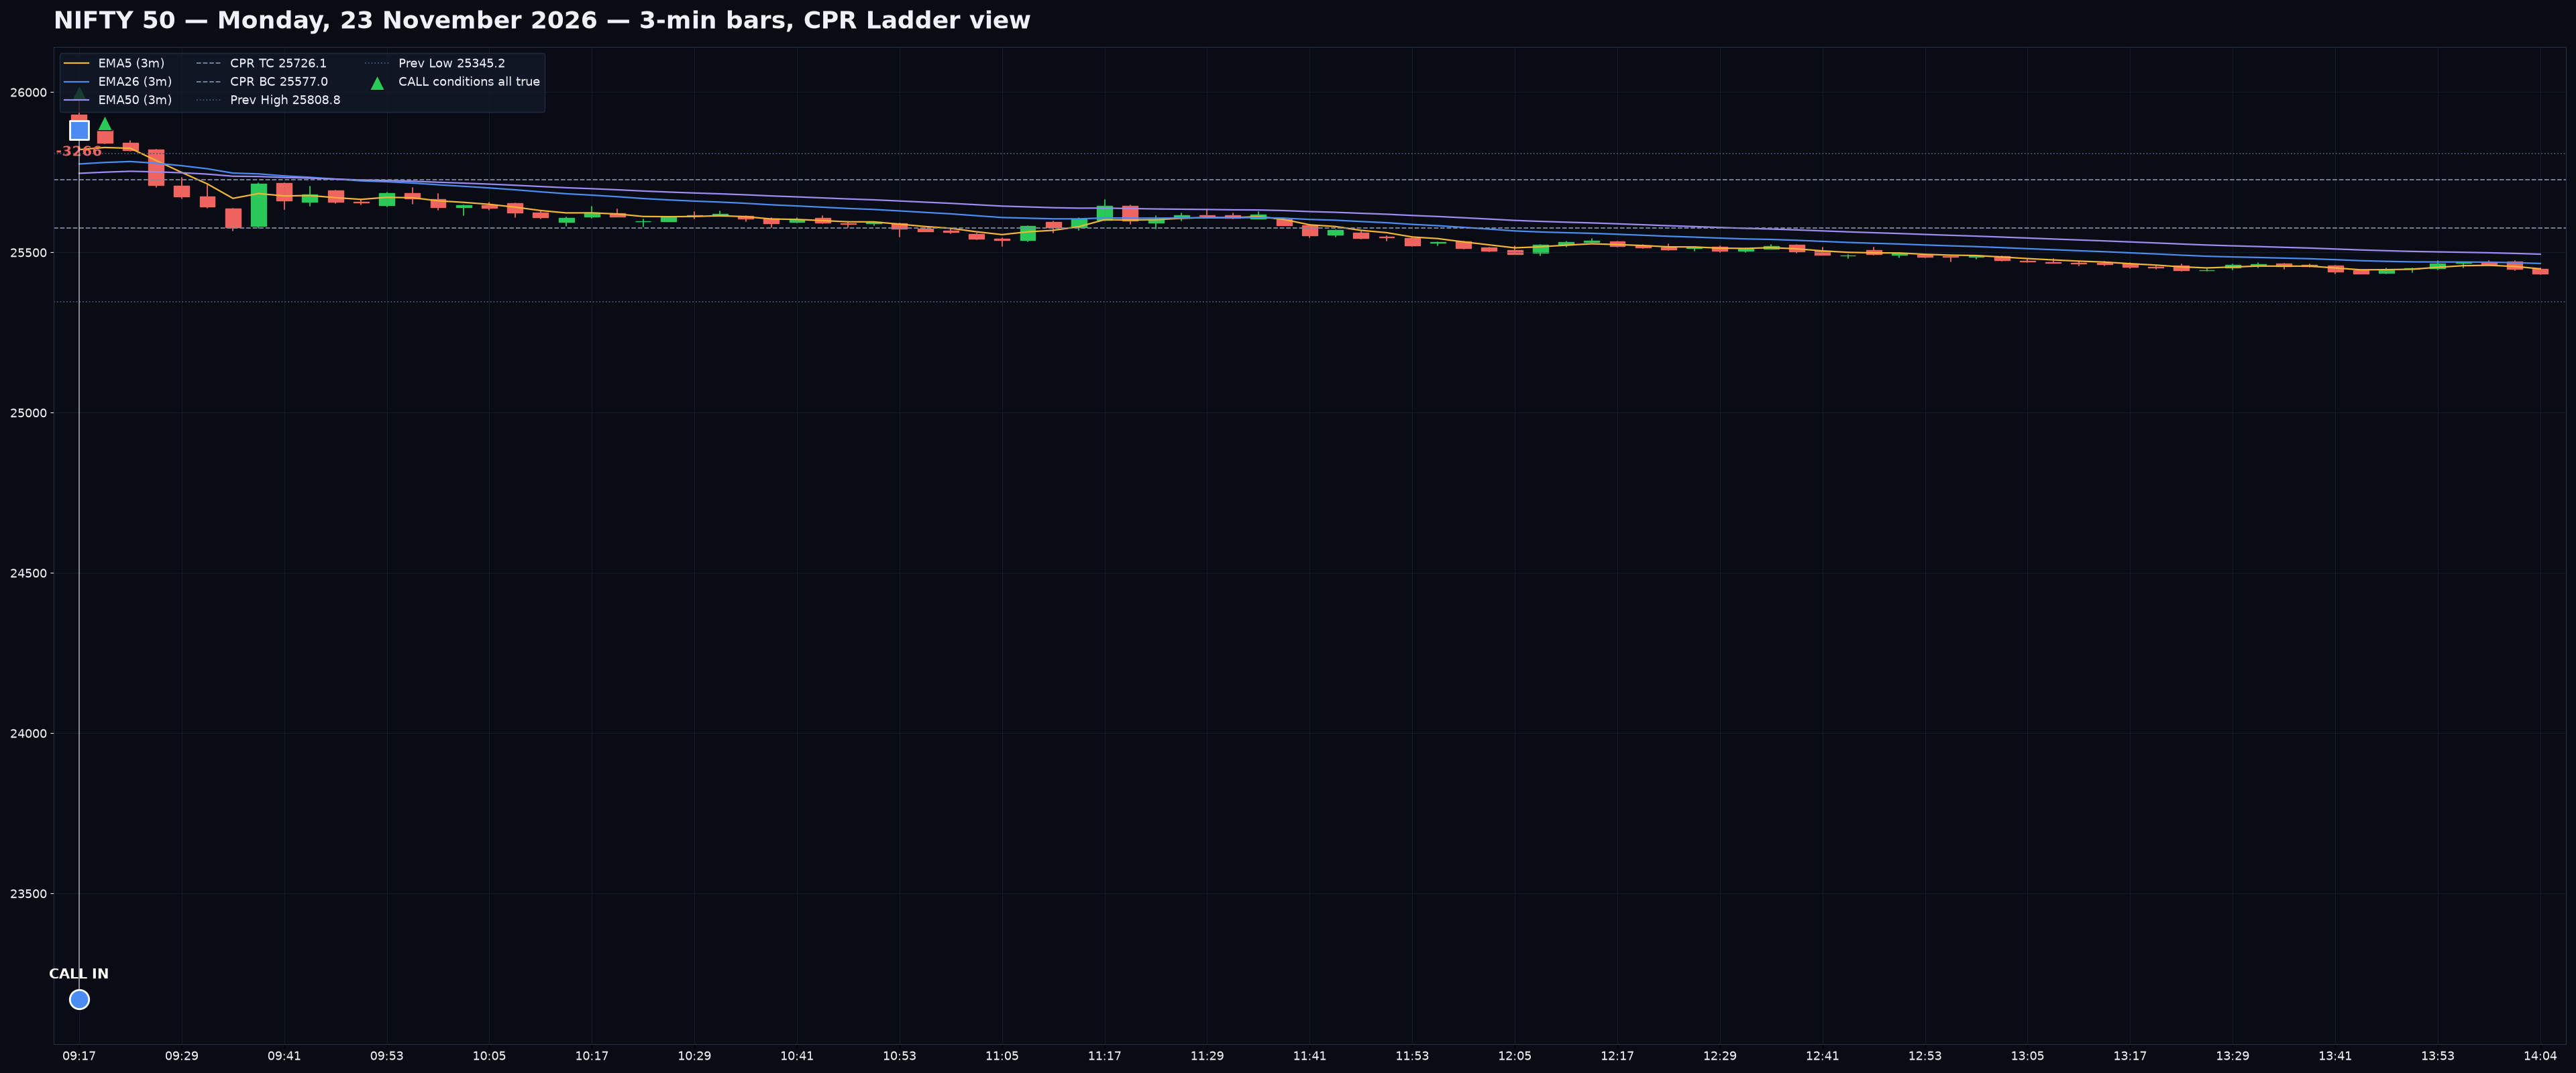 NIFTY 50 — Monday, 23 November 2026 — 3-min bars, CPR Ladder view
EMA5 (3m)
EMA26 (3m)
EMA50 (3m)
CPR TC 25726.1
CPR BC 25577.0
Prev High 25808.8
Prev Low 25345.2
CALL conditions all true
26000
25500
25000
24500
24000
23500
-3266
CALL IN
09:17 09:29 09:41 09:53 10:05 10:17 10:29 10:41 10:53 11:05 11:17 11:29 11:41 11:53 12:05 12:17 12:29 12:41 12:53 13:05 13:17 13:29 13:41 13:53 14:04